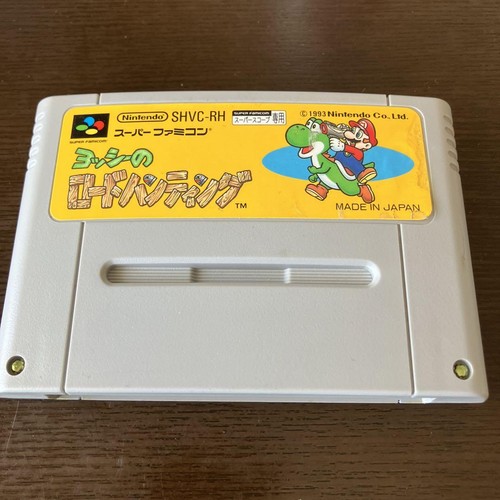 Nintendo SHVC-RH SUPER FAMICOM スーパースコープ 専用 © 1993 Nintendo Co., Ltd.
SUPER FAMICOM スーパーファミコン®
ヨッシーの
ロードハンティング™
MADE IN JAPAN